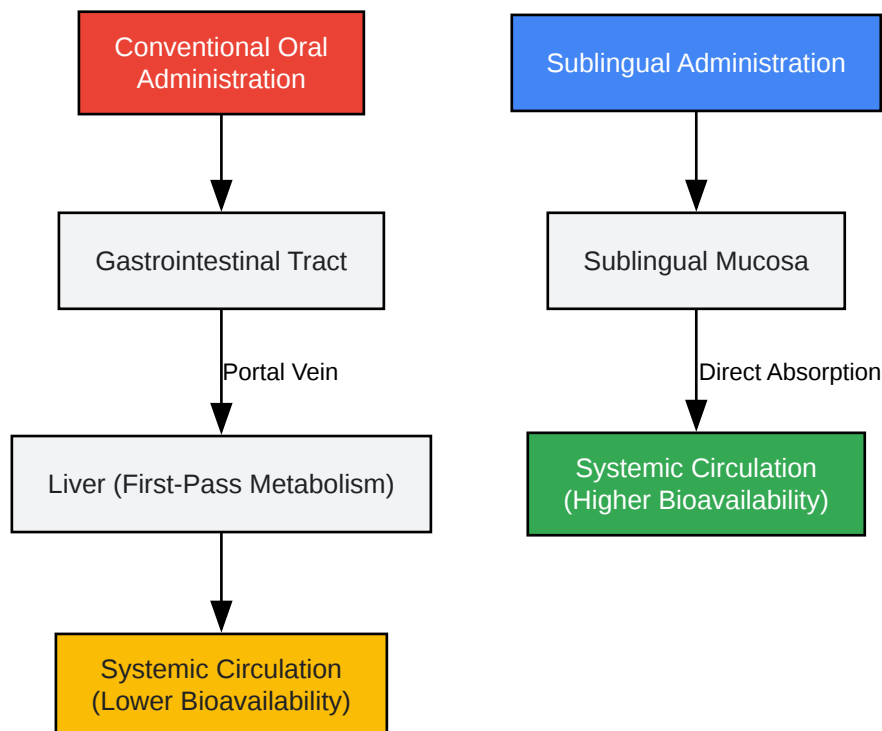 Conventional Oral
Administration
Gastrointestinal Tract
Portal Vein
Liver (First-Pass Metabolism)
Systemic Circulation
(Lower Bioavailability)
Sublingual Administration
Sublingual Mucosa
Direct Absorption
Systemic Circulation
(Higher Bioavailability)